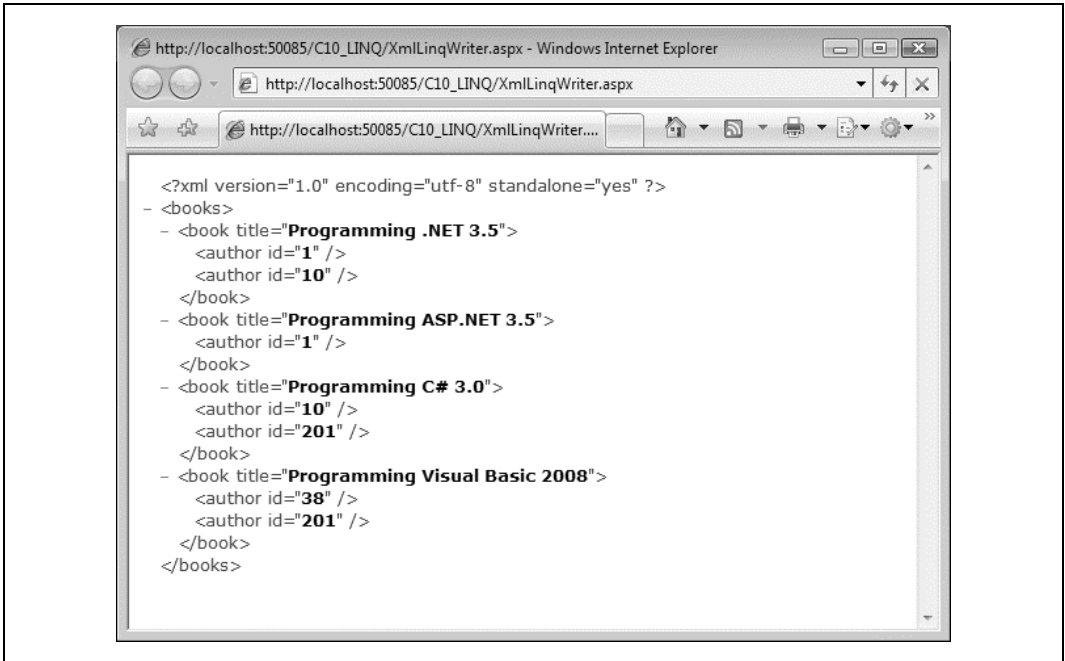 http://localhost:50085/C10_LINQ/XmlLinqWriter.aspx - Windows Internet Explorer
http://localhost:50085/C10_LINQ/XmlLinqWriter.aspx
http://localhost:50085/C10_LINQ/XmlLinqWriter....
<?xml version="1.0" encoding="utf-8" standalone="yes" ?>
– <books>
– <book title="Programming .NET 3.5">
<author id="1" />
<author id="10" />
</book>
– <book title="Programming ASP.NET 3.5">
<author id="1" />
</book>
– <book title="Programming C# 3.0">
<author id="10" />
<author id="201" />
</book>
– <book title="Programming Visual Basic 2008">
<author id="38" />
<author id="201" />
</book>
</books>